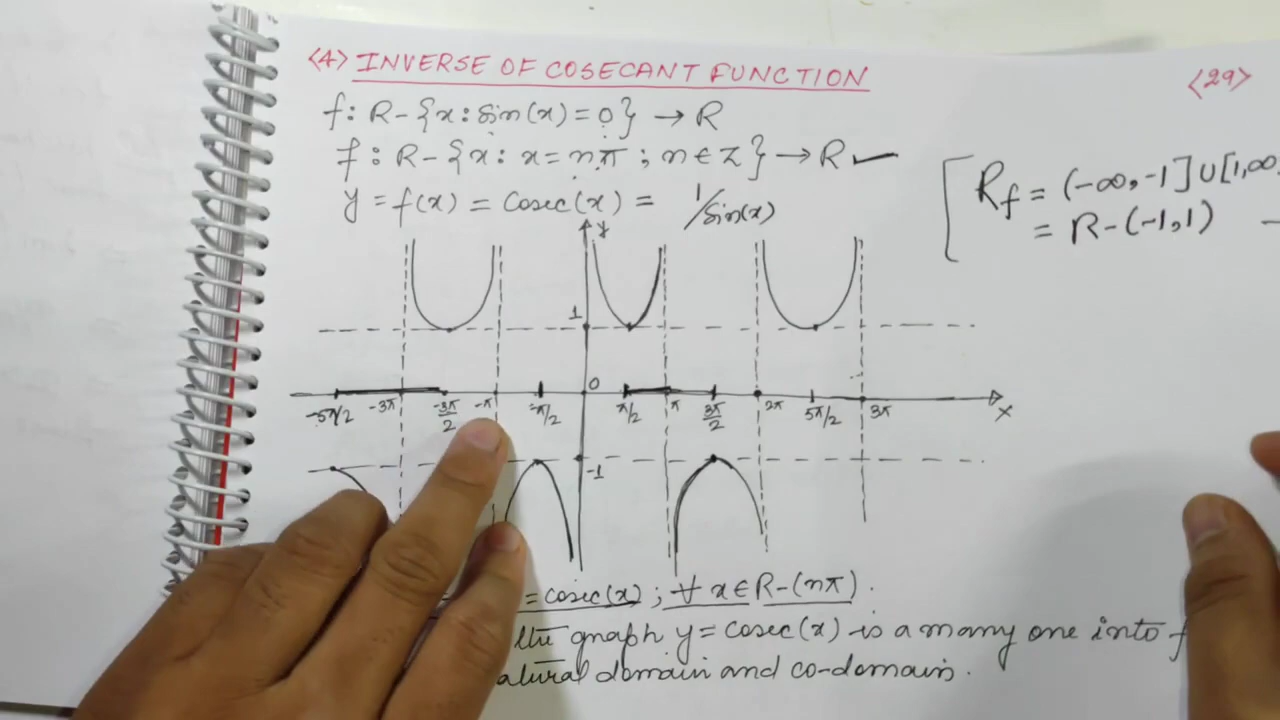 <4> INVERSE OF COSECANT FUNCTION
<29>
f: R-{x: Sin(x)=0} → R
f: R-{x: x=nπ ; n∈Z} → R ✓
y = f(x) = Cosec(x) = 1/Sin(x)
R_f = (-∞,-1]∪[1,∞
= R-(-1,1)
y
1
0
-5π/2 -3π -3π/2 -π -π/2 π/2 π 3π/2 2π 5π/2 3π X
-1
= cosec(x) ; ∀ x∈R-(nπ).
the graph y= cosec(x) is a many one into f
atural domain and co-domain.